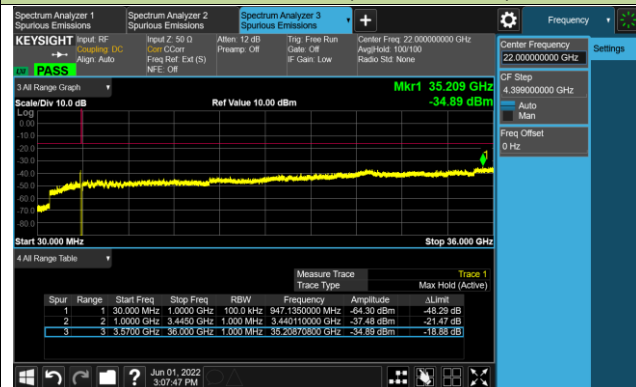 Spectrum Analyzer 1
Spurious Emissions
Spectrum Analyzer 2
Spurious Emissions
Spectrum Analyzer 3
Spurious Emissions
Frequency
KEYSIGHT
Input: RF
Coupling: DC
Align: Auto
Input Z: 50 Ω
Corr CCorr
Freq Ref: Ext (S)
NFE: Off
Atten: 12 dB
Preamp: Off
Trig: Free Run
Gate: Off
IF Gain: Low
Center Freq: 22.000000000 GHz
Avg|Hold: 100/100
Radio Std: None
PASS
Center Frequency
22.000000000 GHz
Settings
CF Step
4.399000000 GHz
Auto
Man
Freq Offset
0 Hz
3 All Range Graph
Mkr1 35.209 GHz
Scale/Div 10.0 dB
Ref Value 10.00 dBm
-34.89 dBm
Log
0.00
-10.0
-20.0
-30.0
-40.0
-50.0
-60.0
-70.0
-80.0
Start 30.000 MHz
Stop 36.000 GHz
4 All Range Table
Measure Trace Trace 1
Trace Type Max Hold (Active)
Spur Range Start Freq Stop Freq RBW Frequency Amplitude ΔLimit
1 1 30.000 MHz 1.0000 GHz 100.0 kHz 947.1350000 MHz -64.30 dBm -48.29 dB
2 2 1.0000 GHz 3.4450 GHz 1.000 MHz 3.440110000 GHz -37.48 dBm -21.47 dB
3 3 3.5700 GHz 36.000 GHz 1.000 MHz 35.20870800 GHz -34.89 dBm -18.88 dB
Jun 01, 2022
3:07:47 PM